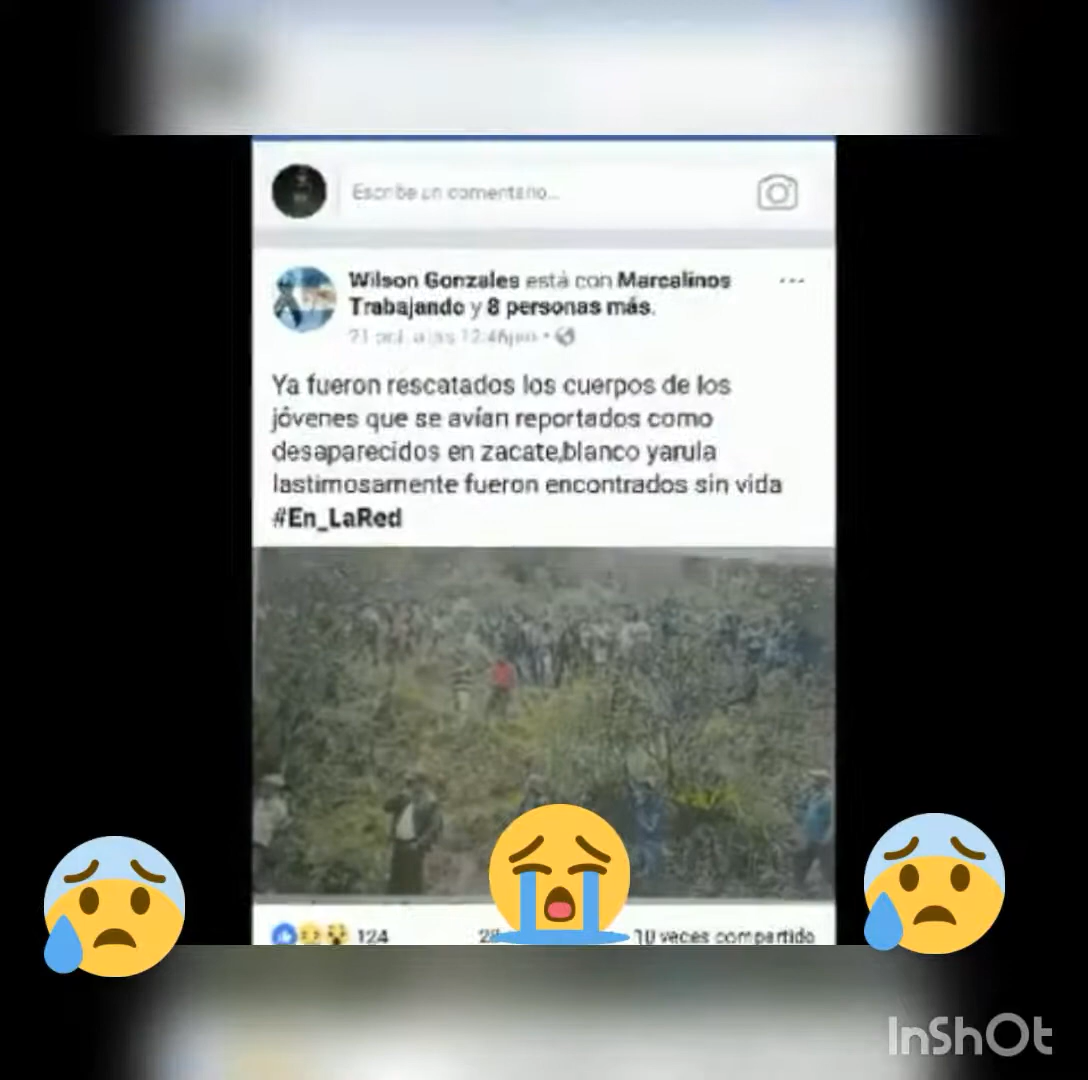 Escribe un comentario...
Wilson Gonzales está con Marcalinos
Trabajando y 8 personas más.
Ya fueron rescatados los cuerpos de los
jóvenes que se avían reportados como
desaparecidos en zacate,blanco yarula
lastimosamente fueron encontrados sin vida
#En_LaRed
124
10 veces compartido
InShOt